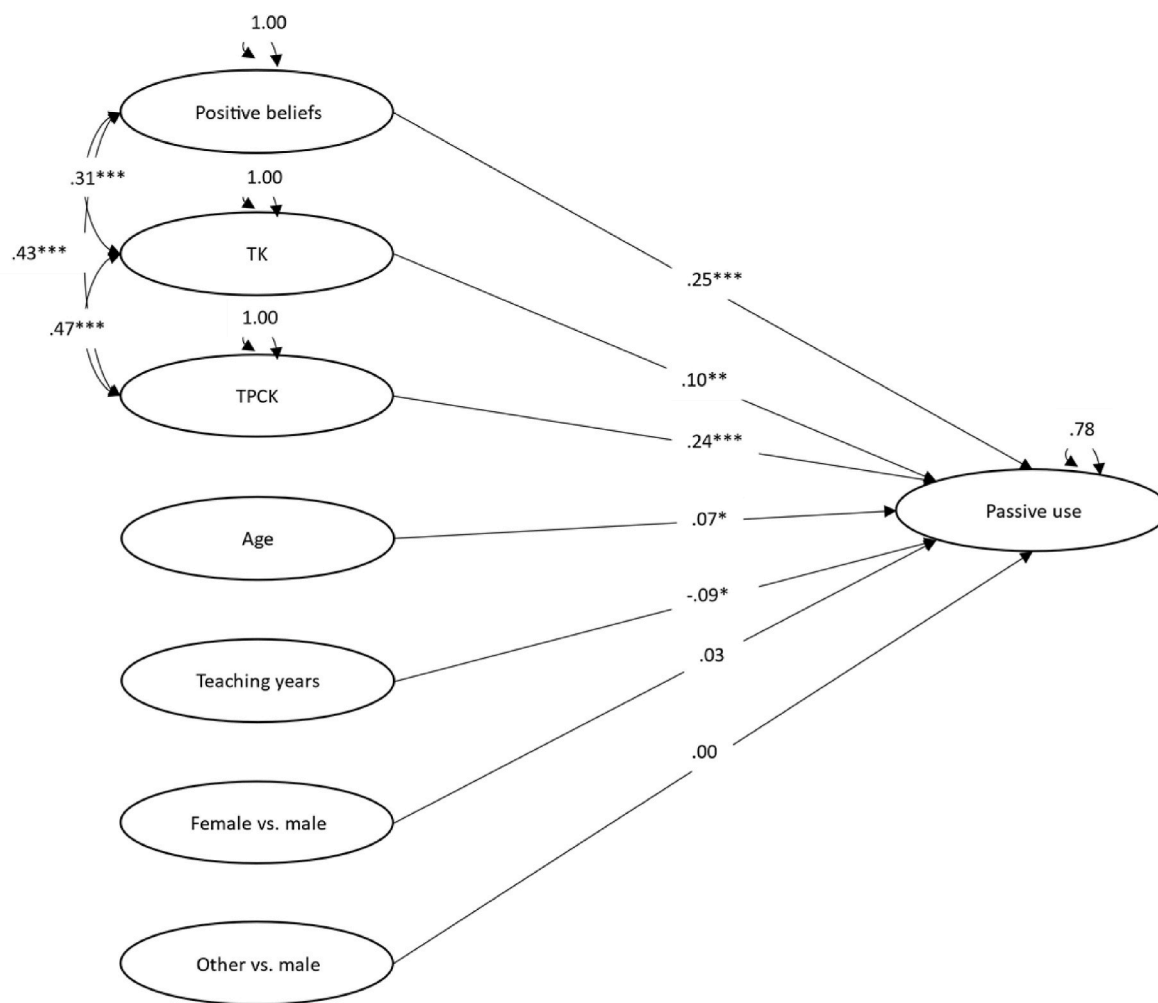 1.00
Positive beliefs
.31***
1.00
TK
.43***
.25***
.47***
1.00
TPCK
.10**
.24***
.78
Passive use
Age
.07*
-.09*
Teaching years
.03
.00
Female vs. male
Other vs. male